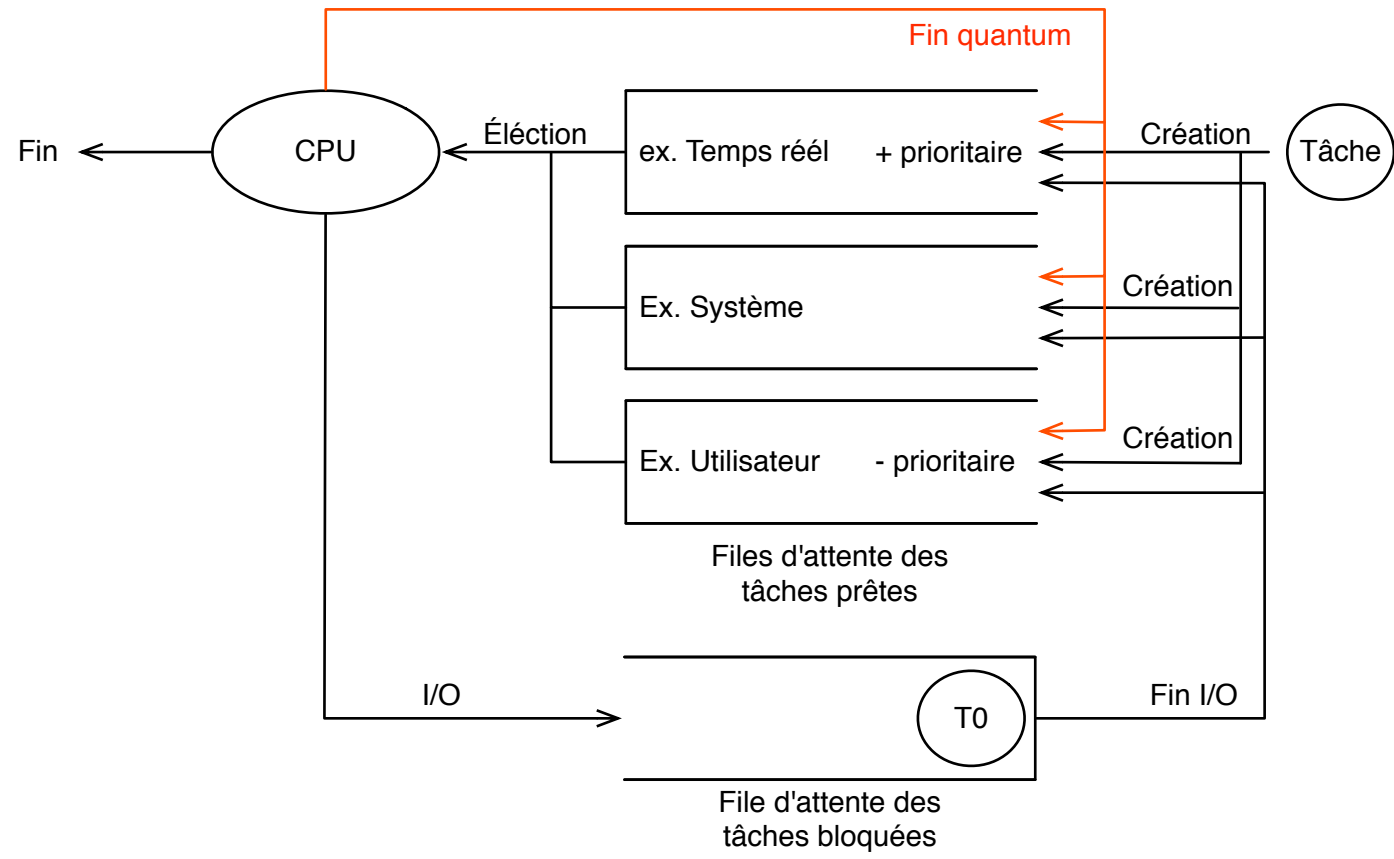 Fin quantum
Fin
CPU
Éléction
ex. Temps réél + prioritaire
Création
Tâche
Ex. Système
Création
Ex. Utilisateur - prioritaire
Création
Files d'attente des
tâches prêtes
I/O
T0
Fin I/O
File d'attente des
tâches bloquées